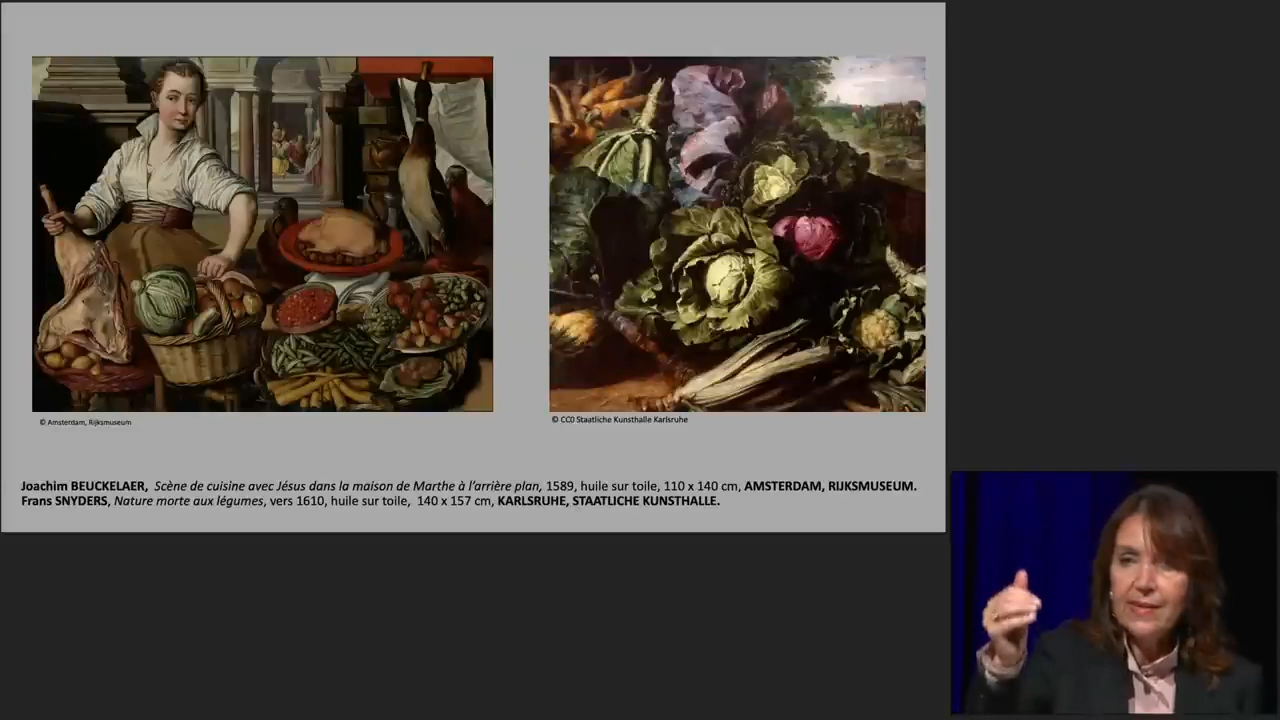 © Amsterdam, Rijksmuseum
© CC0 Staatliche Kunsthalle Karlsruhe
Joachim BEUCKELAER, Scène de cuisine avec Jésus dans la maison de Marthe à l'arrière plan, 1589, huile sur toile, 110 x 140 cm, AMSTERDAM, RIJKSMUSEUM.
Frans SNYDERS, Nature morte aux légumes, vers 1610, huile sur toile, 140 x 157 cm, KARLSRUHE, STAATLICHE KUNSTHALLE.